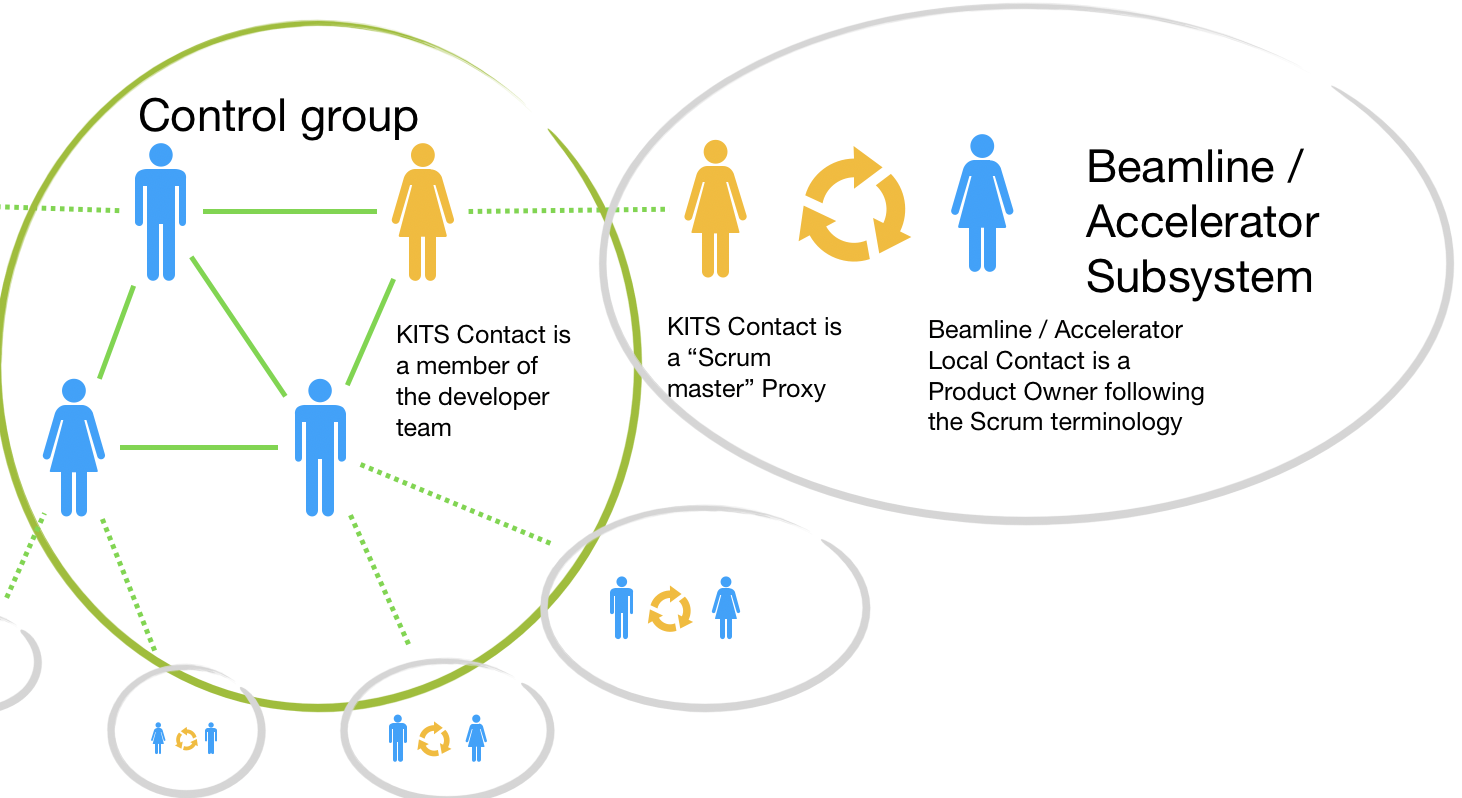 Control group
KITS Contact is
a member of
the developer
team
KITS Contact is
a “Scrum
master” Proxy
Beamline /
Accelerator
Subsystem
Beamline / Accelerator
Local Contact is a
Product Owner following
the Scrum terminology